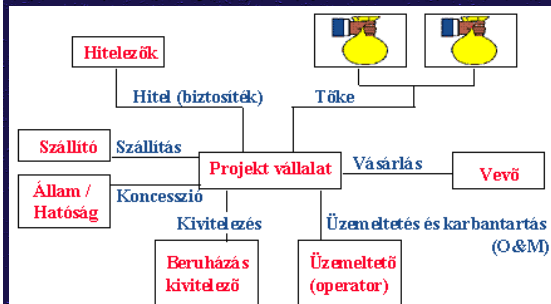 Hitelezők
Hitel (biztosíték)
Tőke
Szállító
Szállítás
Projekt vállalat
Vásárlás
Vevő
Állam /
Hatóság
Koncesszió
Kivitelezés
Üzemeltetés és karbantartás
(O&M)
Beruházás
kivitelező
Üzemeltető
(operator)